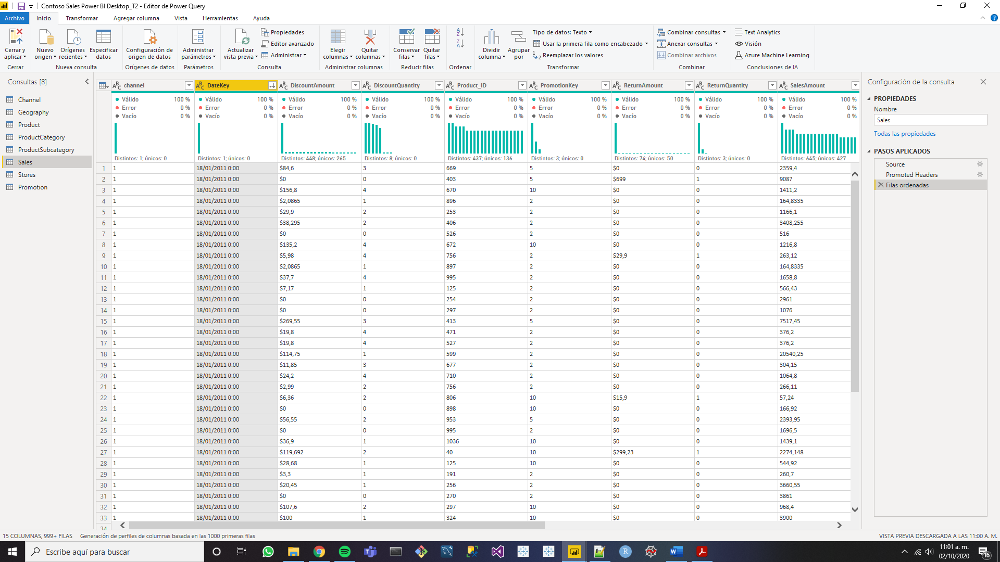 Contoso Sales Power BI Desktop_T2 - Editor de Power Query
Archivo Inicio Transformar Agregar columna Vista Herramientas Ayuda
Cerrar y aplicar
Nuevo origen Orígenes recientes Especificar datos
Configuración de origen de datos
Administrar parámetros
Actualizar vista previa
Propiedades
Editor avanzado
Administrar
Elegir columnas Quitar columnas
Conservar filas Quitar filas
Dividir columna Agrupar por
Tipo de datos: Texto
Usar la primera fila como encabezado
Reemplazar los valores
Combinar consultas
Anexar consultas
Combinar archivos
Text Analytics
Visión
Azure Machine Learning
Cerrar Nueva consulta Orígenes de datos Parámetros Consulta Administrar columnas Reducir filas Ordenar Transformar Combinar Conclusiones de IA
Consultas [8]
Channel
Geography
Product
ProductCategory
ProductSubcategory
Sales
Stores
Promotion
channel DateKey DiscountAmount DiscountQuantity Product_ID PromotionKey ReturnAmount ReturnQuantity SalesAmount
Válido 100 % Válido 100 % Válido 100 % Válido 100 % Válido 100 % Válido 100 % Válido 100 % Válido 100 % Válido 100 %
Error 0 % Error 0 % Error 0 % Error 0 % Error 0 % Error 0 % Error 0 % Error 0 % Error 0 %
Vacío 0 % Vacío 0 % Vacío 0 % Vacío 0 % Vacío 0 % Vacío 0 % Vacío 0 % Vacío 0 % Vacío 0 %
Distintos: 1; únicos: 0 Distintos: 1; únicos: 0 Distintos: 448; únicos: 265 Distintos: 8; únicos: 0 Distintos: 437; únicos: 136 Distintos: 3; únicos: 0 Distintos: 74; únicos: 50 Distintos: 3; únicos: 0 Distintos: 645; únicos: 427
1 1 18/01/2011 0:00 $84,6 3 669 5 $0 0 2359,4
2 1 18/01/2011 0:00 $0 0 403 5 $699 1 9087
3 1 18/01/2011 0:00 $156,8 4 670 10 $0 0 1411,2
4 1 18/01/2011 0:00 $2,0865 1 896 2 $0 0 164,8335
5 1 18/01/2011 0:00 $29,9 2 253 2 $0 0 1166,1
6 1 18/01/2011 0:00 $38,295 2 406 2 $0 0 3408,255
7 1 18/01/2011 0:00 $0 0 526 2 $0 0 516
8 1 18/01/2011 0:00 $135,2 4 672 10 $0 0 1216,8
9 1 18/01/2011 0:00 $5,98 4 756 2 $29,9 1 263,12
10 1 18/01/2011 0:00 $2,0865 1 897 2 $0 0 164,8335
11 1 18/01/2011 0:00 $37,7 4 995 2 $0 0 1658,8
12 1 18/01/2011 0:00 $7,17 1 125 2 $0 0 566,43
13 1 18/01/2011 0:00 $0 0 254 2 $0 0 2961
14 1 18/01/2011 0:00 $0 0 297 2 $0 0 1076
15 1 18/01/2011 0:00 $269,55 3 413 5 $0 0 7517,45
16 1 18/01/2011 0:00 $19,8 4 471 2 $0 0 376,2
17 1 18/01/2011 0:00 $19,8 4 527 2 $0 0 376,2
18 1 18/01/2011 0:00 $114,75 1 599 2 $0 0 20540,25
19 1 18/01/2011 0:00 $11,85 3 677 2 $0 0 304,15
20 1 18/01/2011 0:00 $24,2 4 710 2 $0 0 1064,8
21 1 18/01/2011 0:00 $2,99 2 756 2 $0 0 266,11
22 1 18/01/2011 0:00 $6,36 2 806 10 $15,9 1 57,24
23 1 18/01/2011 0:00 $0 0 898 10 $0 0 166,92
24 1 18/01/2011 0:00 $56,55 2 953 5 $0 0 2393,95
25 1 18/01/2011 0:00 $0 0 995 2 $0 0 1696,5
26 1 18/01/2011 0:00 $36,9 1 1036 10 $0 0 1439,1
27 1 18/01/2011 0:00 $119,692 2 40 10 $299,23 1 2274,148
28 1 18/01/2011 0:00 $28,68 1 125 10 $0 0 544,92
29 1 18/01/2011 0:00 $3,3 1 191 2 $0 0 260,7
30 1 18/01/2011 0:00 $20,45 1 256 2 $0 0 3660,55
31 1 18/01/2011 0:00 $0 0 270 2 $0 0 3861
32 1 18/01/2011 0:00 $107,6 2 297 10 $0 0 968,4
33 1 18/01/2011 0:00 $100 1 324 10 $0 0 3900
34
Configuración de la consulta
PROPIEDADES
Nombre
Sales
Todas las propiedades
PASOS APLICADOS
Source
Promoted Headers
Filas ordenadas
15 COLUMNAS, 999+ FILAS Generación de perfiles de columnas basada en las 1000 primeras filas VISTA PREVIA DESCARGADA A LAS 11:00 A. M.
Escribe aquí para buscar
11:01 a. m.
02/10/2020
16